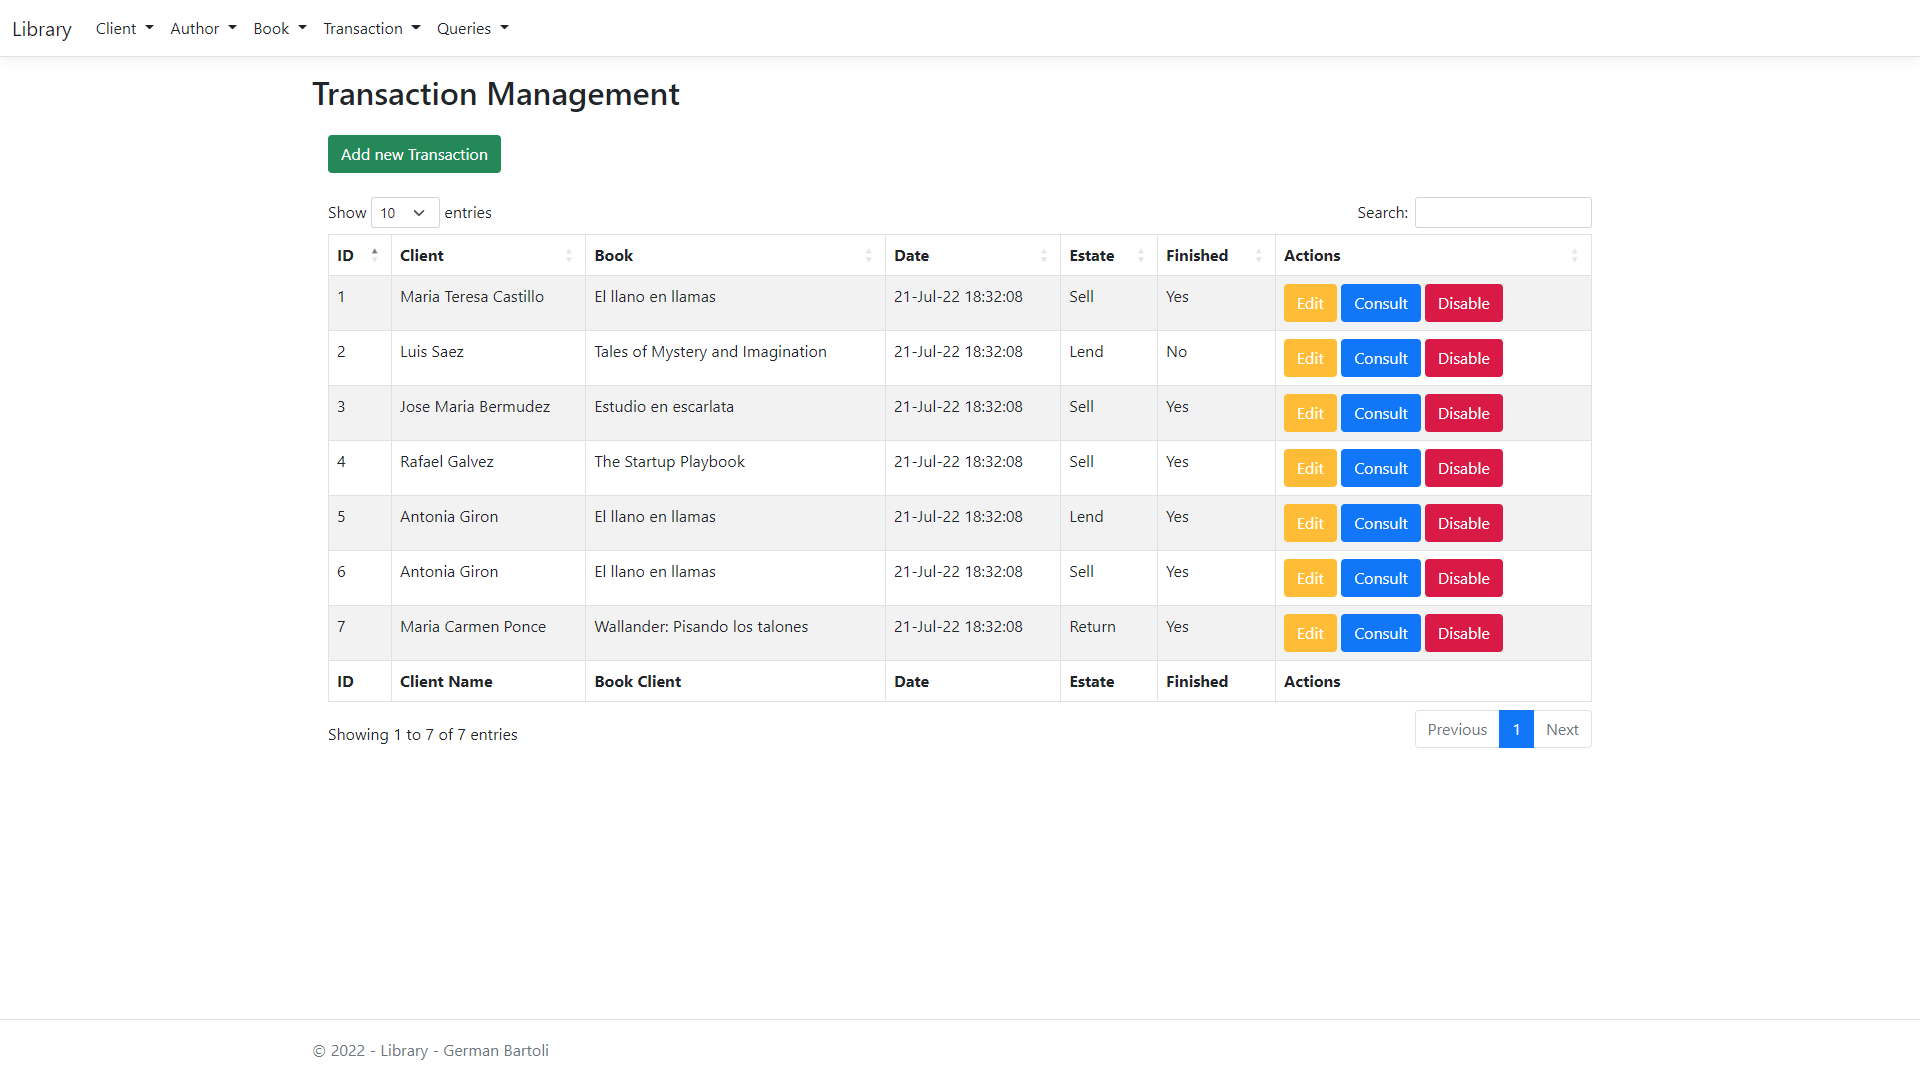 Library Client Author Book Transaction Queries
Transaction Management
Add new Transaction
Show 10 entries Search:
ID Client Book Date Estate Finished Actions
1 Maria Teresa Castillo El llano en llamas 21-Jul-22 18:32:08 Sell Yes Edit Consult Disable
2 Luis Saez Tales of Mystery and Imagination 21-Jul-22 18:32:08 Lend No Edit Consult Disable
3 Jose Maria Bermudez Estudio en escarlata 21-Jul-22 18:32:08 Sell Yes Edit Consult Disable
4 Rafael Galvez The Startup Playbook 21-Jul-22 18:32:08 Sell Yes Edit Consult Disable
5 Antonia Giron El llano en llamas 21-Jul-22 18:32:08 Lend Yes Edit Consult Disable
6 Antonia Giron El llano en llamas 21-Jul-22 18:32:08 Sell Yes Edit Consult Disable
7 Maria Carmen Ponce Wallander: Pisando los talones 21-Jul-22 18:32:08 Return Yes Edit Consult Disable
ID Client Name Book Client Date Estate Finished Actions
Showing 1 to 7 of 7 entries Previous 1 Next
© 2022 - Library - German Bartoli